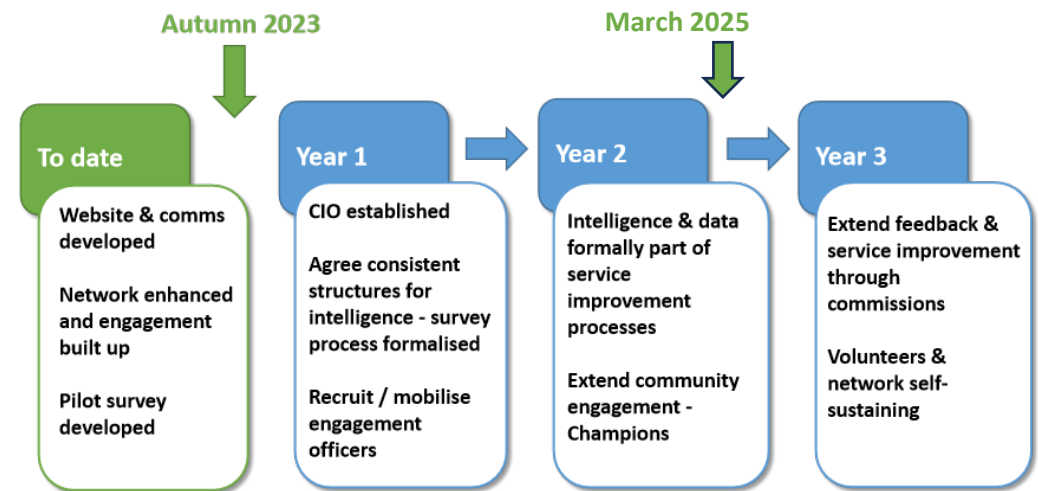 Autumn 2023
March 2025
To date
Website & comms
developed
Network enhanced
and engagement
built up
Pilot survey
developed
Year 1
CIO established
Agree consistent
structures for
intelligence - survey
process formalised
Recruit / mobilise
engagement
officers
Year 2
Intelligence & data
formally part of
service
improvement
processes
Extend community
engagement -
Champions
Year 3
Extend feedback &
service improvement
through
commissions
Volunteers &
network self-
sustaining